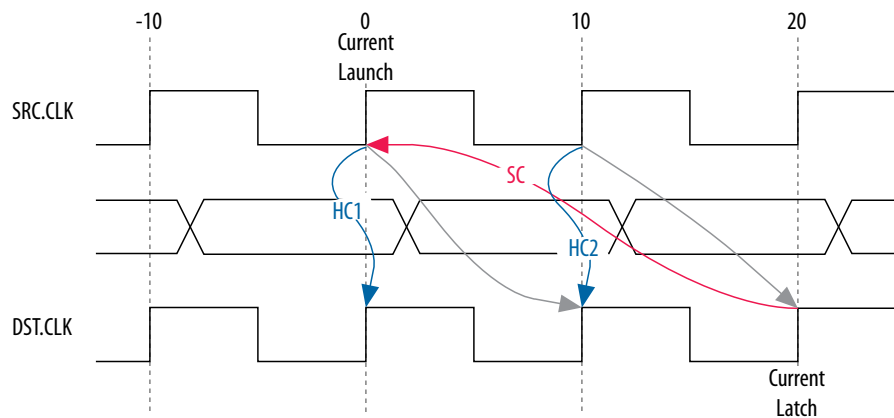 -10 0 10 20
Current
Launch
SRC.CLK
SC
HC1
HC2
DST.CLK
Current
Latch